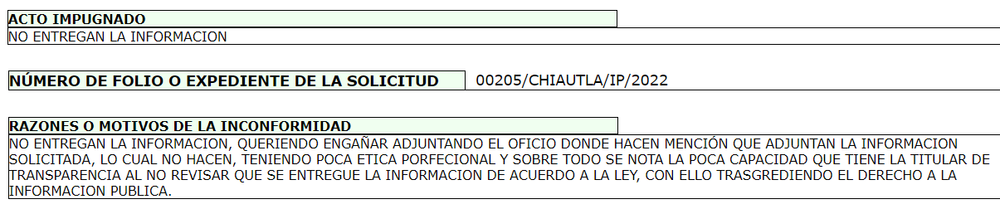 ACTO IMPUGNADO
NO ENTREGAN LA INFORMACION
NÚMERO DE FOLIO O EXPEDIENTE DE LA SOLICITUD 00205/CHIAUTLA/IP/2022
RAZONES O MOTIVOS DE LA INCONFORMIDAD
NO ENTREGAN LA INFORMACION, QUERIENDO ENGAÑAR ADJUNTANDO EL OFICIO DONDE HACEN MENCIÓN QUE ADJUNTAN LA INFORMACION
SOLICITADA, LO CUAL NO HACEN, TENIENDO POCA ETICA PORFECIONAL Y SOBRE TODO SE NOTA LA POCA CAPACIDAD QUE TIENE LA TITULAR DE
TRANSPARENCIA AL NO REVISAR QUE SE ENTREGUE LA INFORMACION DE ACUERDO A LA LEY, CON ELLO TRASGREDIENDO EL DERECHO A LA
INFORMACION PUBLICA.